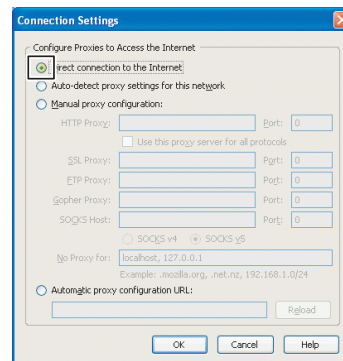 Connection Settings
Configure Proxies to Access the Internet
irect connection to the Internet
Auto-detect proxy settings for this network
Manual proxy configuration:
HTTP Proxy: Port: 0
Use this proxy server for all protocols
SSL Proxy: Port: 0
FTP Proxy: Port: 0
Gopher Proxy: Port: 0
SOCKS Host: Port: 0
SOCKS v4 SOCKS v5
No Proxy for: localhost, 127.0.0.1
Example: .mozilla.org, .net.nz, 192.168.1.0/24
Automatic proxy configuration URL:
Reload
OK Cancel Help